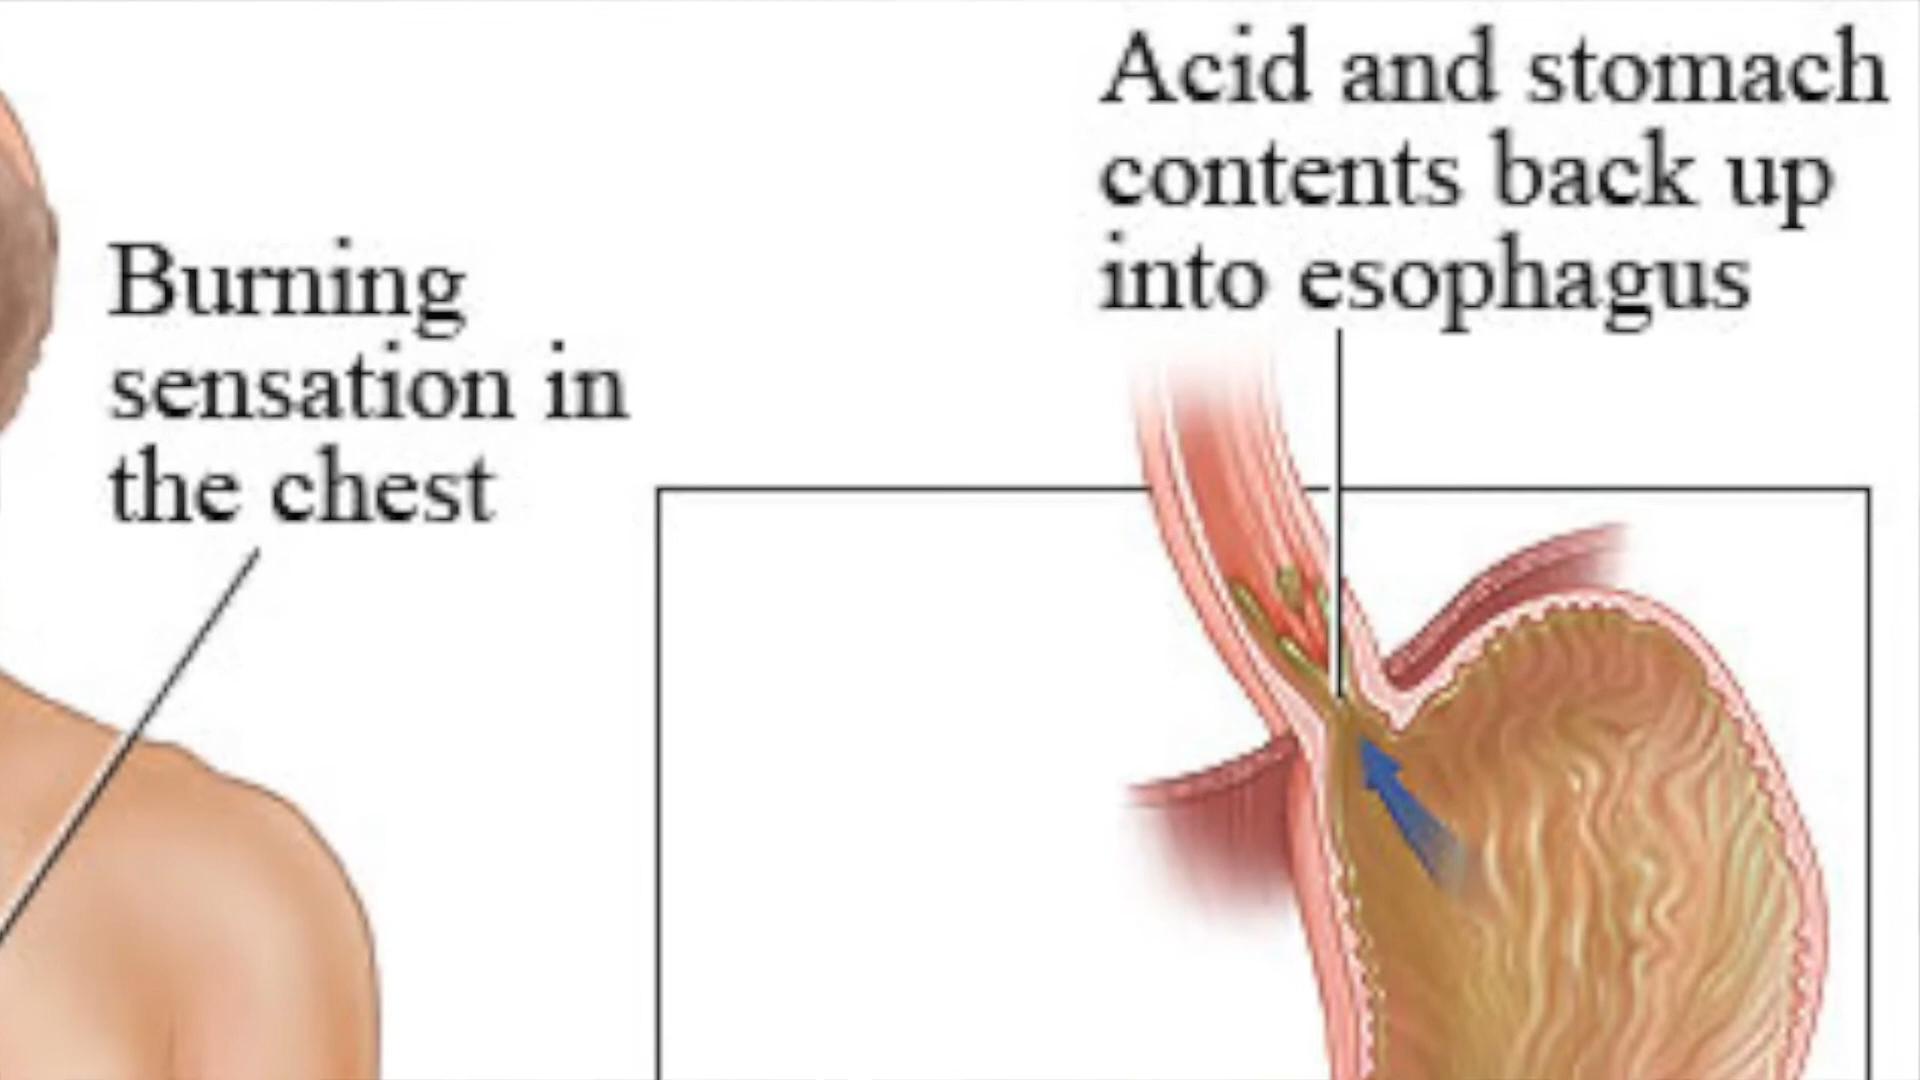 Burning
sensation in
the chest
Acid and stomach
contents back up
into esophagus